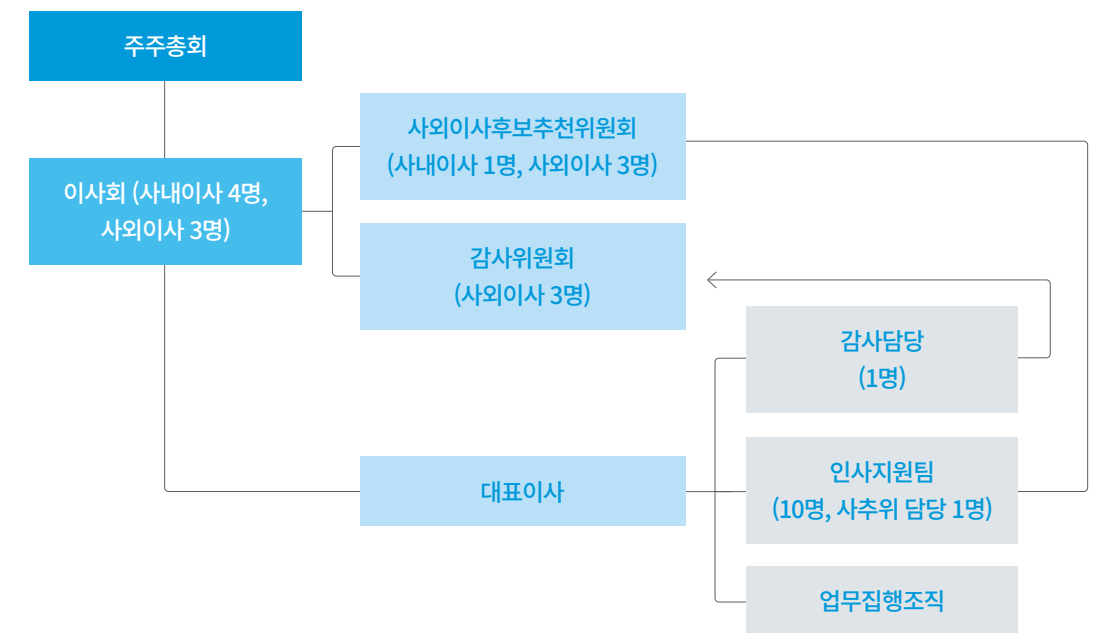 주주총회
이사회 (사내이사 4명,
사외이사 3명)
사외이사후보추천위원회
(사내이사 1명, 사외이사 3명)
감사위원회
(사외이사 3명)
감사담당
(1명)
대표이사
인사지원팀
(10명, 사추위 담당 1명)
업무집행조직